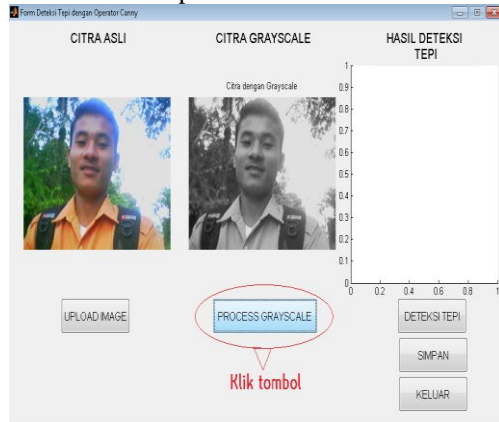 Form Deteksi Tepi dengan Operator Canny
CITRA ASLI
CITRA GRAYSCALE
HASIL DETEKSI
TEPI
Citra dengan Grayscale
1
0.9
0.8
0.7
0.6
0.5
0.4
0.3
0.2
0.1
0
0 0.2 0.4 0.6 0.8 1
UPLOAD IMAGE
PROCESS GRAYSCALE
DETEKSI TEPI
Klik tombol
SIMPAN
KELUAR